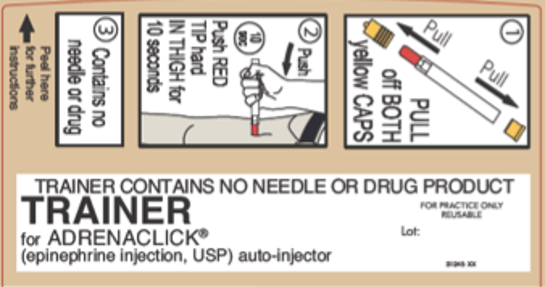 1
Pull
Pull
PULL
off BOTH
yellow CAPS
2
Push
10
sec
Push RED
TIP hard
IN THIGH for
10 seconds
3
Contains no
needle or drug
Peel here
for further
instructions
TRAINER CONTAINS NO NEEDLE OR DRUG PRODUCT
TRAINER
for ADRENACLICK®
(epinephrine injection, USP) auto-injector
FOR PRACTICE ONLY
REUSABLE
Lot: